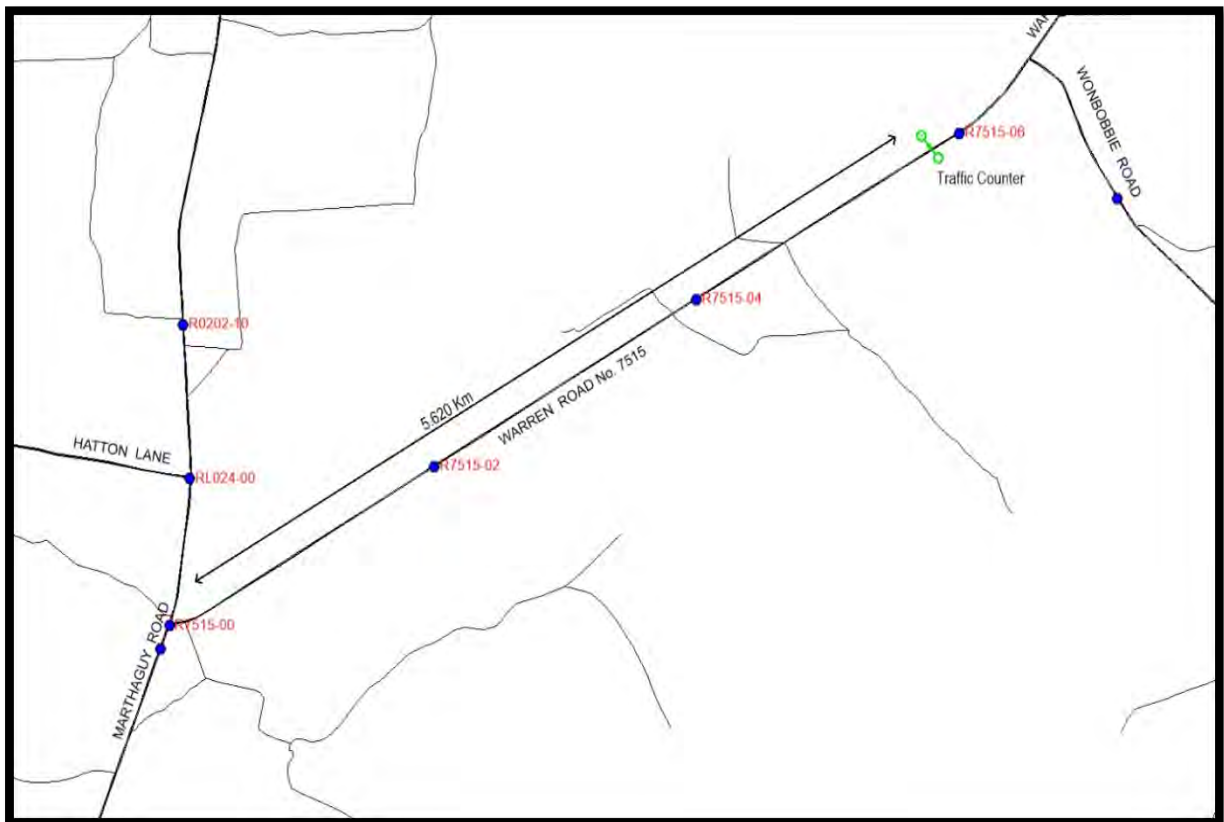 WAR
WONBOBBIE ROAD
R7515-06
Traffic Counter
R7515-04
R0202-10
5.620 Km
WARREN ROAD No. 7515
HATTON LANE
R7515-02
RL024-00
R7515-00
MARTHAGUY ROAD